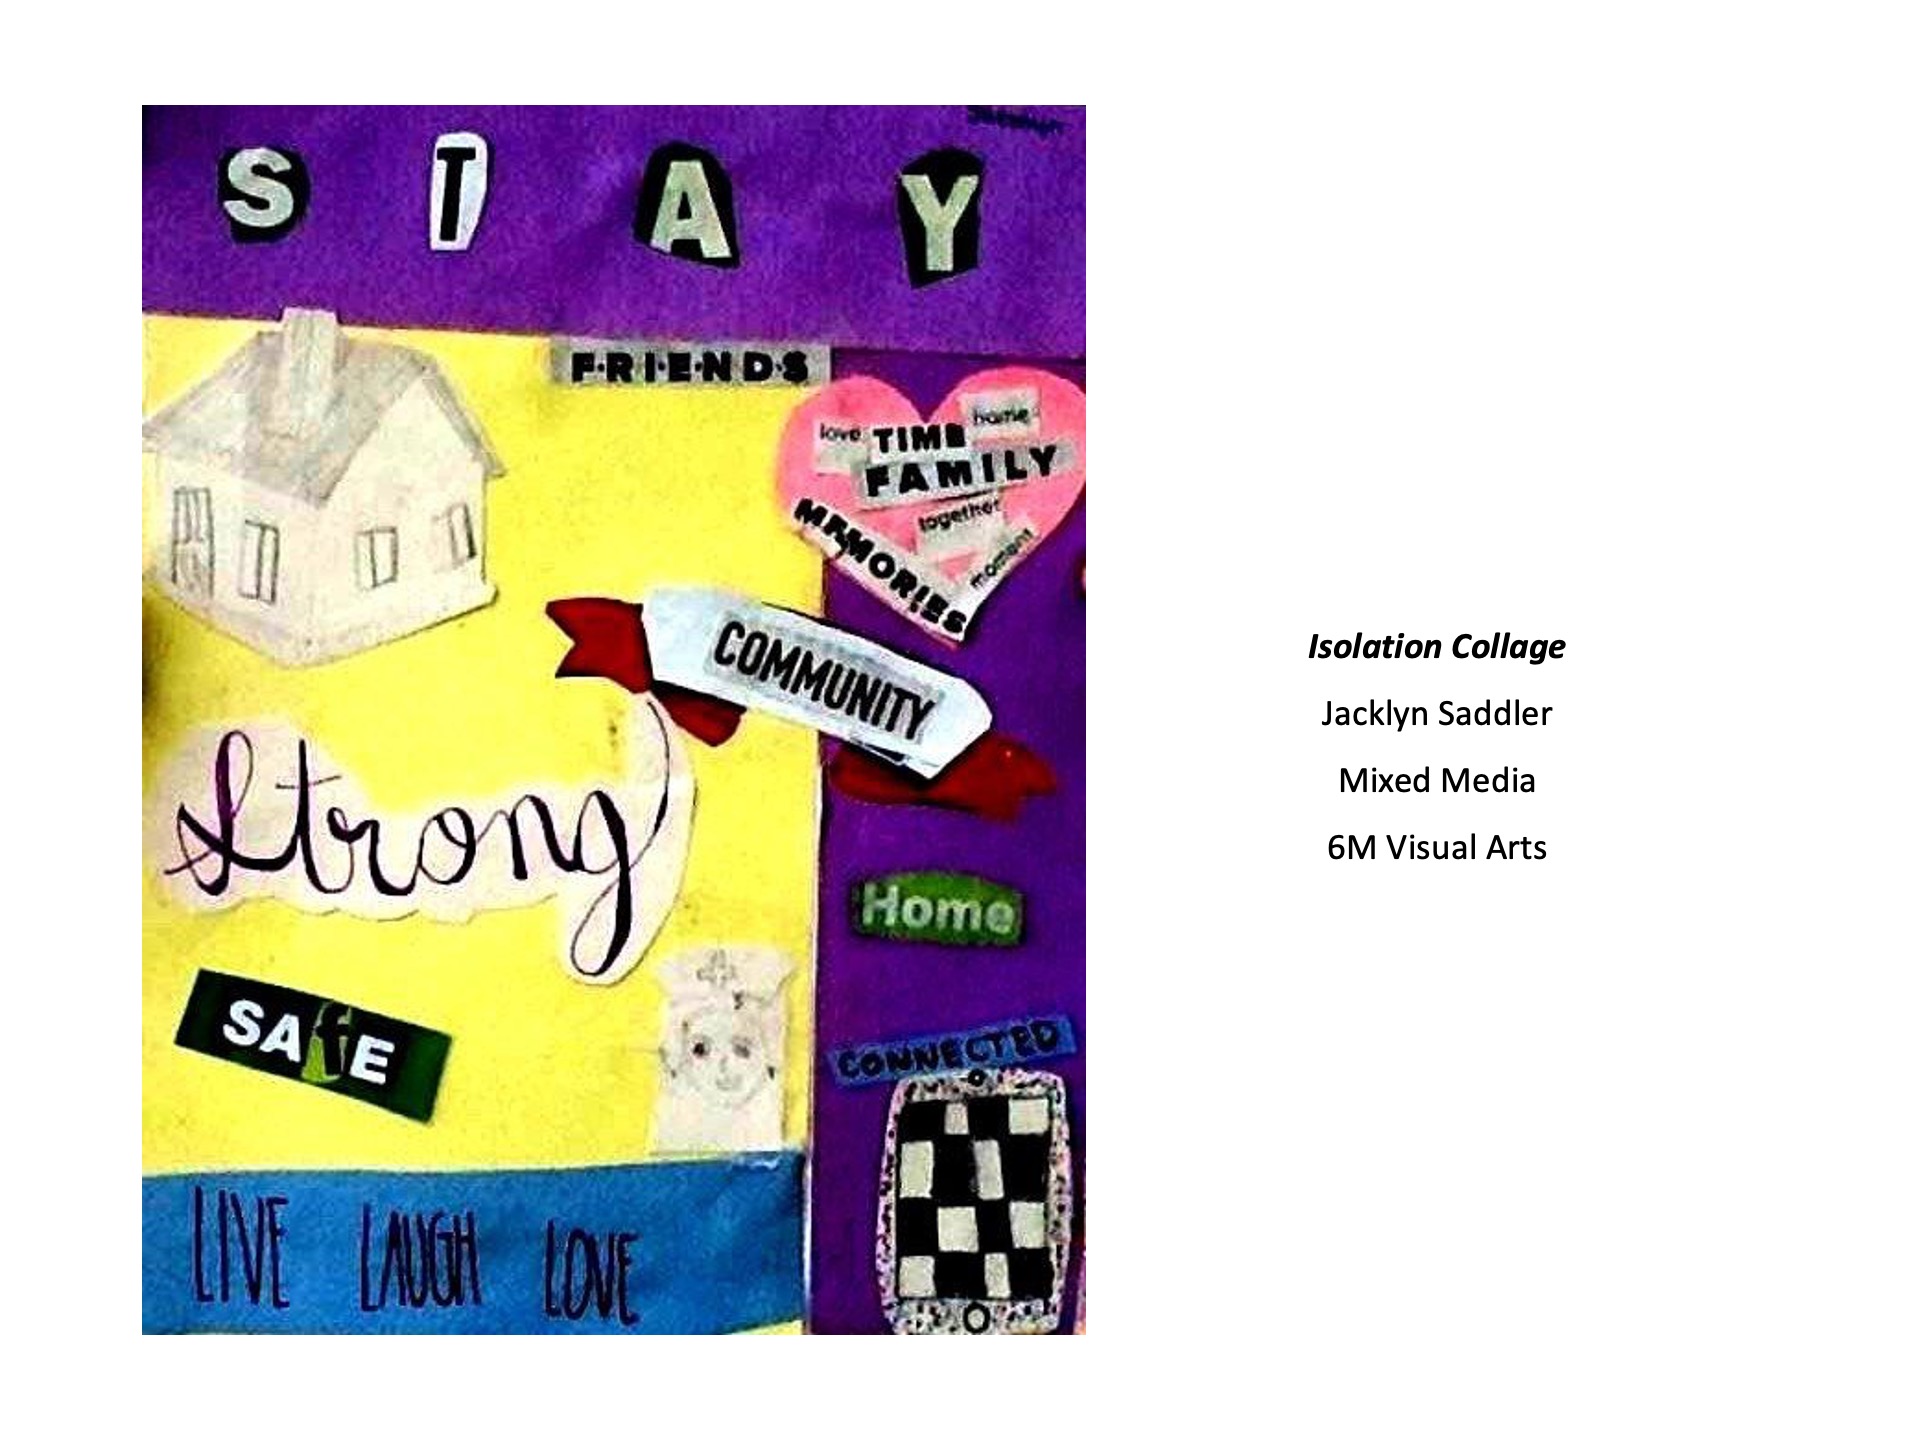 STAY
F·R·I·E·N·D·S
love TIME home
FAMILY
together
MEMORIES
moment
COMMUNITY
Strong
Home
SAfE
CONNECTED
LIVE LAUGH LOVE
Isolation Collage
Jacklyn Saddler
Mixed Media
6M Visual Arts